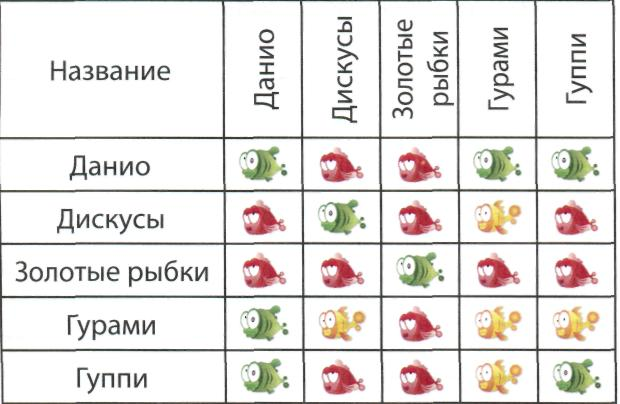 Название
Данио
Дискусы
Золотые
рыбки
Гурами
Гуппи
Данио
Дискусы
Золотые рыбки
Гурами
Гуппи